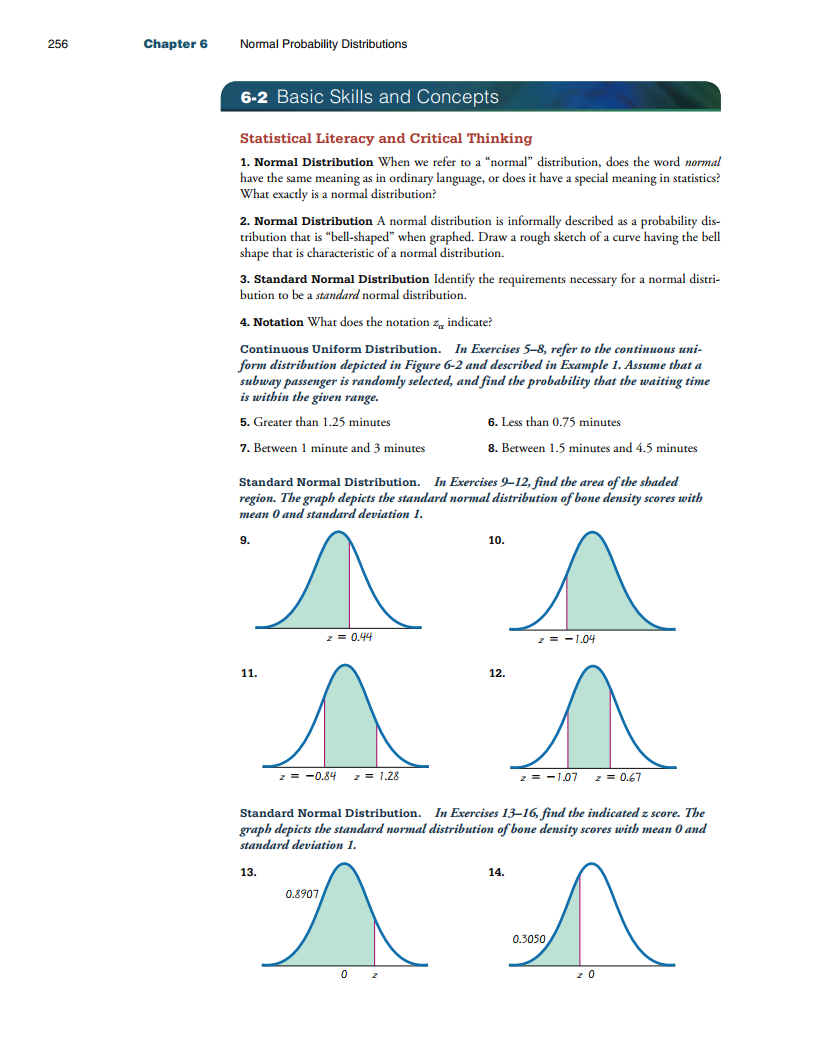 256 Chapter 6 Normal Probability Distributions
6-2 Basic Skills and Concepts
Statistical Literacy and Critical Thinking
1. Normal Distribution When we refer to a “normal” distribution, does the word normal
have the same meaning as in ordinary language, or does it have a special meaning in statistics?
What exactly is a normal distribution?
2. Normal Distribution A normal distribution is informally described as a probability dis-
tribution that is “bell-shaped” when graphed. Draw a rough sketch of a curve having the bell
shape that is characteristic of a normal distribution.
3. Standard Normal Distribution Identify the requirements necessary for a normal distri-
bution to be a standard normal distribution.
4. Notation What does the notation zα indicate?
Continuous Uniform Distribution. In Exercises 5–8, refer to the continuous uni-
form distribution depicted in Figure 6-2 and described in Example 1. Assume that a
subway passenger is randomly selected, and find the probability that the waiting time
is within the given range.
5. Greater than 1.25 minutes 6. Less than 0.75 minutes
7. Between 1 minute and 3 minutes 8. Between 1.5 minutes and 4.5 minutes
Standard Normal Distribution. In Exercises 9–12, find the area of the shaded
region. The graph depicts the standard normal distribution of bone density scores with
mean 0 and standard deviation 1.
9. 10.
z = 0.44 z = −1.04
11. 12.
z = −0.84 z = 1.28 z = −1.07 z = 0.67
Standard Normal Distribution. In Exercises 13–16, find the indicated z score. The
graph depicts the standard normal distribution of bone density scores with mean 0 and
standard deviation 1.
13. 14.
0.8907
0.3050
0 z z 0